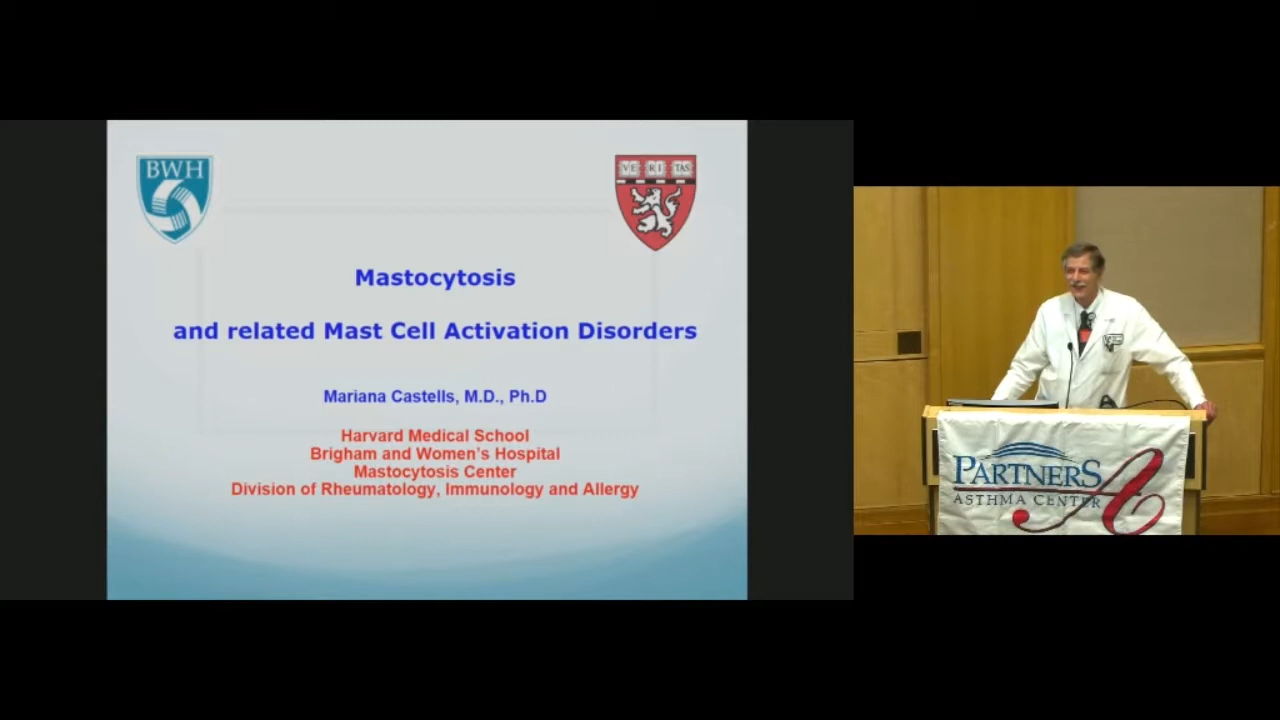 BWH
VE RI TAS
Mastocytosis
and related Mast Cell Activation Disorders
Mariana Castells, M.D., Ph.D
Harvard Medical School
Brigham and Women's Hospital
Mastocytosis Center
Division of Rheumatology, Immunology and Allergy
PARTNERS
ASTHMA CENTER
A